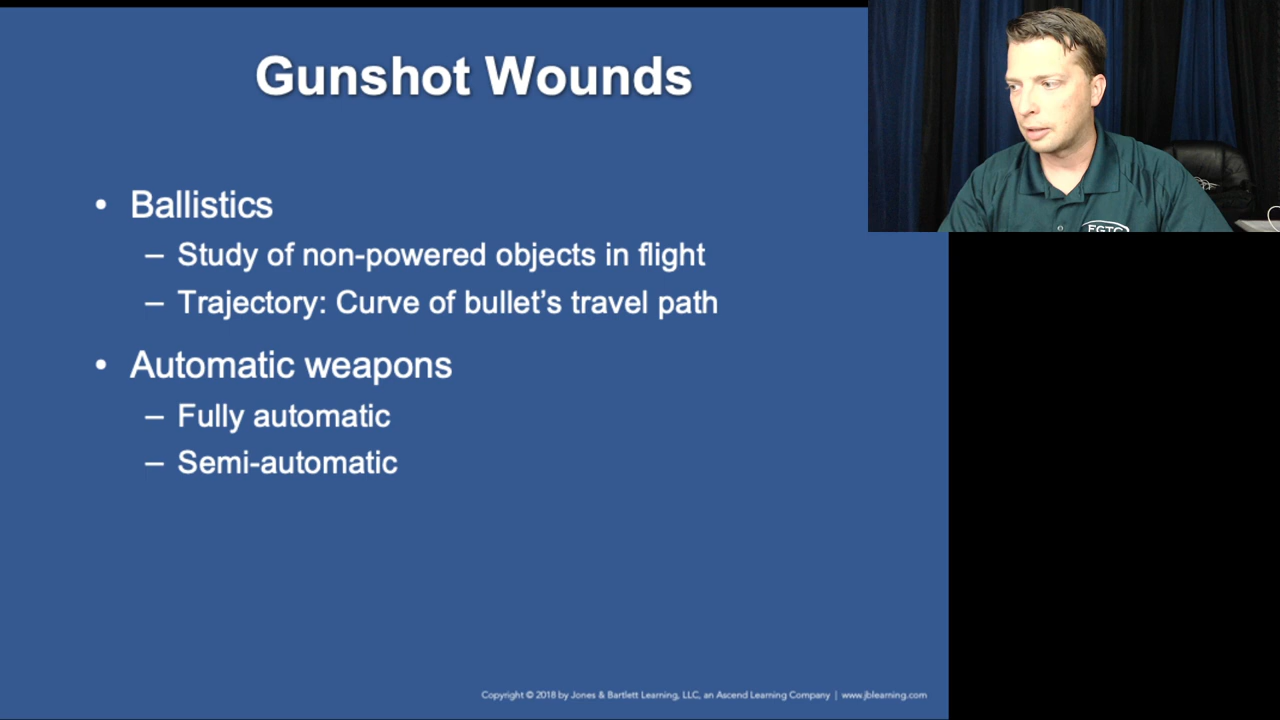 Gunshot Wounds
• Ballistics
– Study of non-powered objects in flight
– Trajectory: Curve of bullet’s travel path
• Automatic weapons
– Fully automatic
– Semi-automatic
Copyright © 2018 by Jones & Bartlett Learning, LLC, an Ascend Learning Company | www.jblearning.com